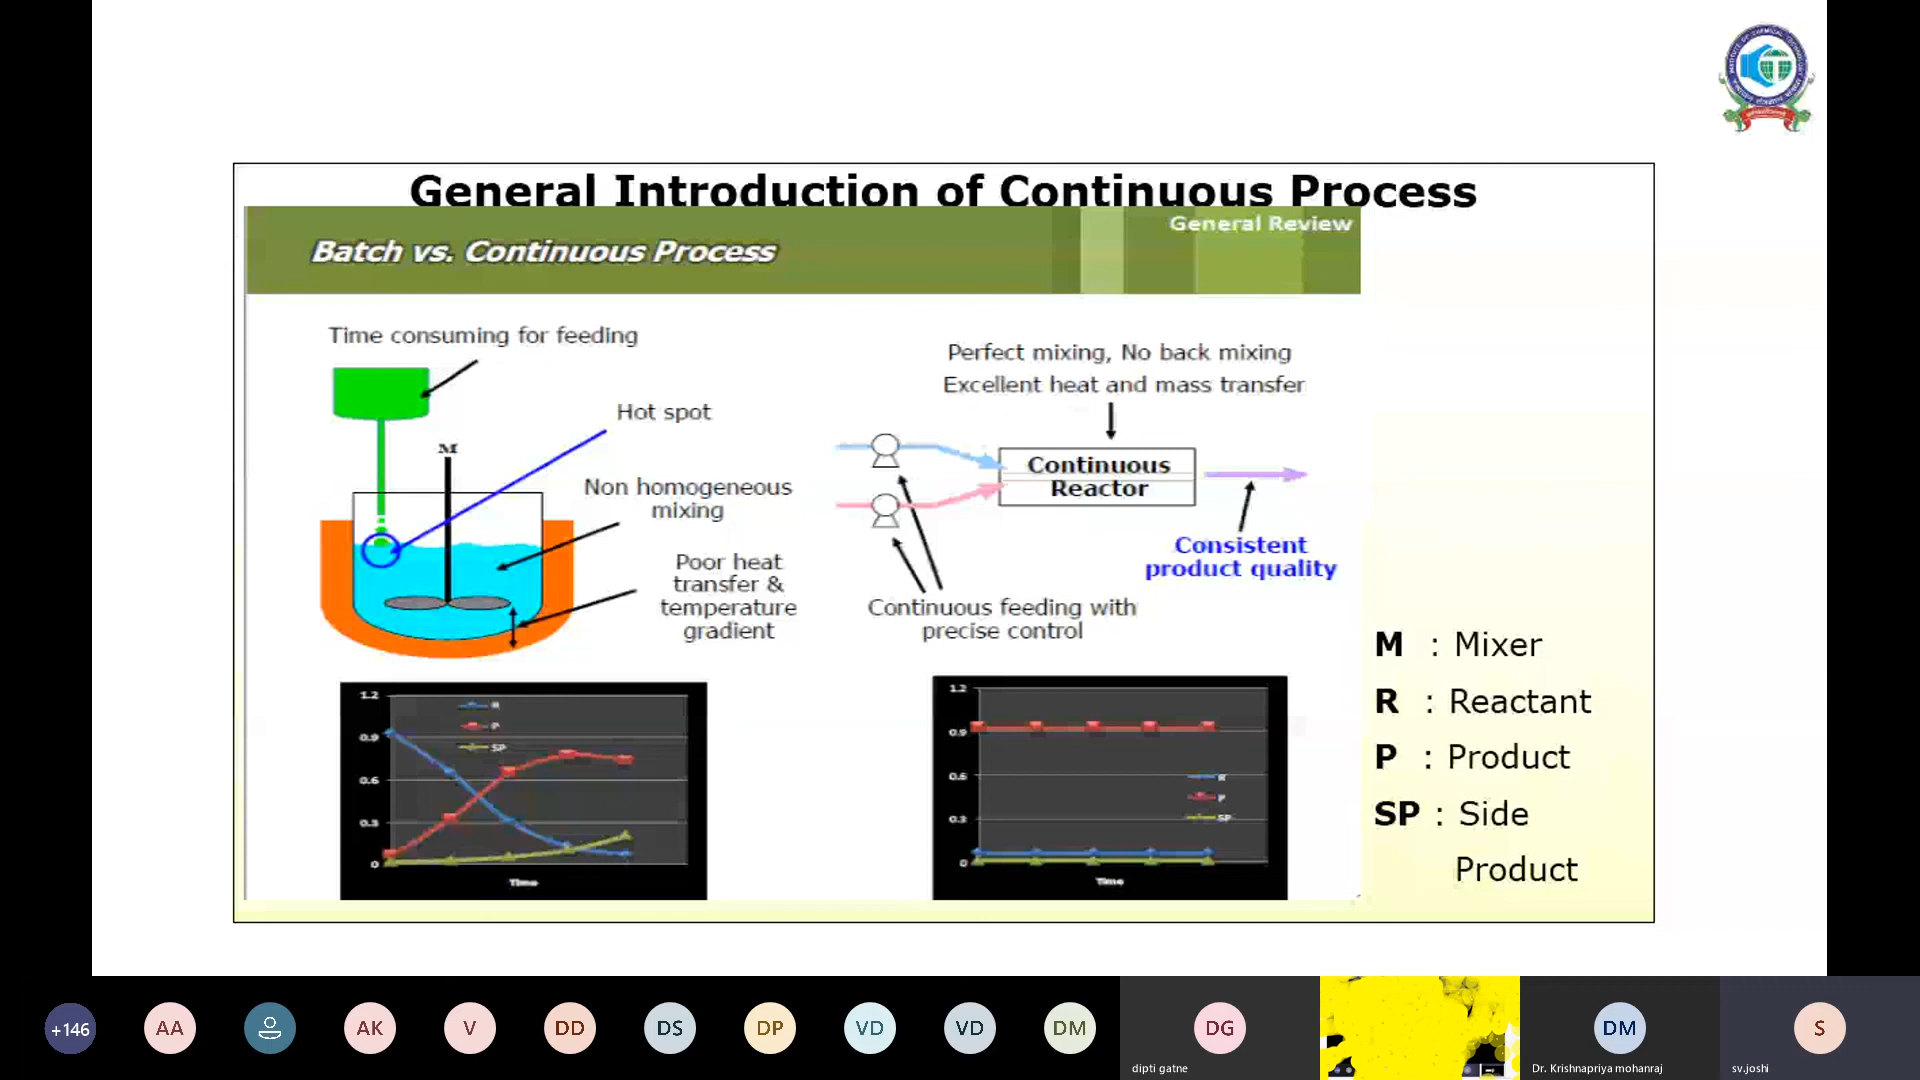 General Introduction of Continuous Process
General Review
Batch vs. Continuous Process
Time consuming for feeding
Hot spot
M
Non homogeneous
mixing
Poor heat
transfer &
temperature
gradient
Perfect mixing, No back mixing
Excellent heat and mass transfer
Continuous
Reactor
Consistent
product quality
Continuous feeding with
precise control
M : Mixer
R : Reactant
P : Product
SP : Side
Product
1.2
0.9
0.6
0.3
0
R
P
SP
Time
1.2
0.9
0.6
0.3
0
R
P
SP
Time
+146
AA
AK
V
DD
DS
DP
VD
VD
DM
DG
dipti gatne
DM
Dr. Krishnapriya mohanraj
S
sv.joshi